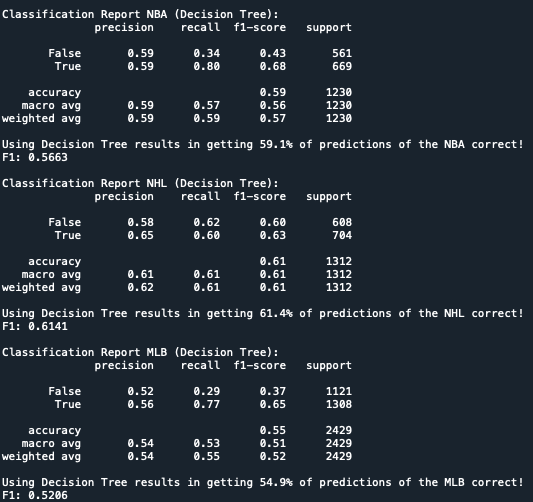 Classification Report NBA (Decision Tree):
precision recall f1-score support
False 0.59 0.34 0.43 561
True 0.59 0.80 0.68 669
accuracy 0.59 1230
macro avg 0.59 0.57 0.56 1230
weighted avg 0.59 0.59 0.57 1230
Using Decision Tree results in getting 59.1% of predictions of the NBA correct!
F1: 0.5663
Classification Report NHL (Decision Tree):
precision recall f1-score support
False 0.58 0.62 0.60 608
True 0.65 0.60 0.63 704
accuracy 0.61 1312
macro avg 0.61 0.61 0.61 1312
weighted avg 0.62 0.61 0.61 1312
Using Decision Tree results in getting 61.4% of predictions of the NHL correct!
F1: 0.6141
Classification Report MLB (Decision Tree):
precision recall f1-score support
False 0.52 0.29 0.37 1121
True 0.56 0.77 0.65 1308
accuracy 0.55 2429
macro avg 0.54 0.53 0.51 2429
weighted avg 0.54 0.55 0.52 2429
Using Decision Tree results in getting 54.9% of predictions of the MLB correct!
F1: 0.5206